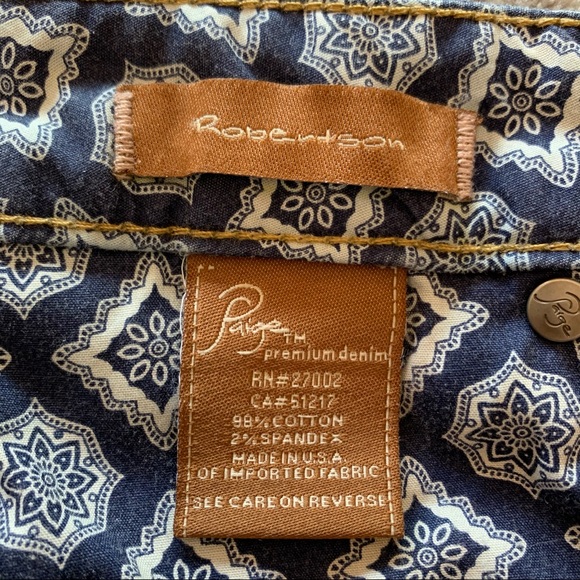 Robertson
Paige TM
premium denim
RN#27002
CA#51217
98% COTTON
2% SPANDEX
MADE IN U.S.A
OF IMPORTED FABRIC
SEE CARE ON REVERSE
Paige